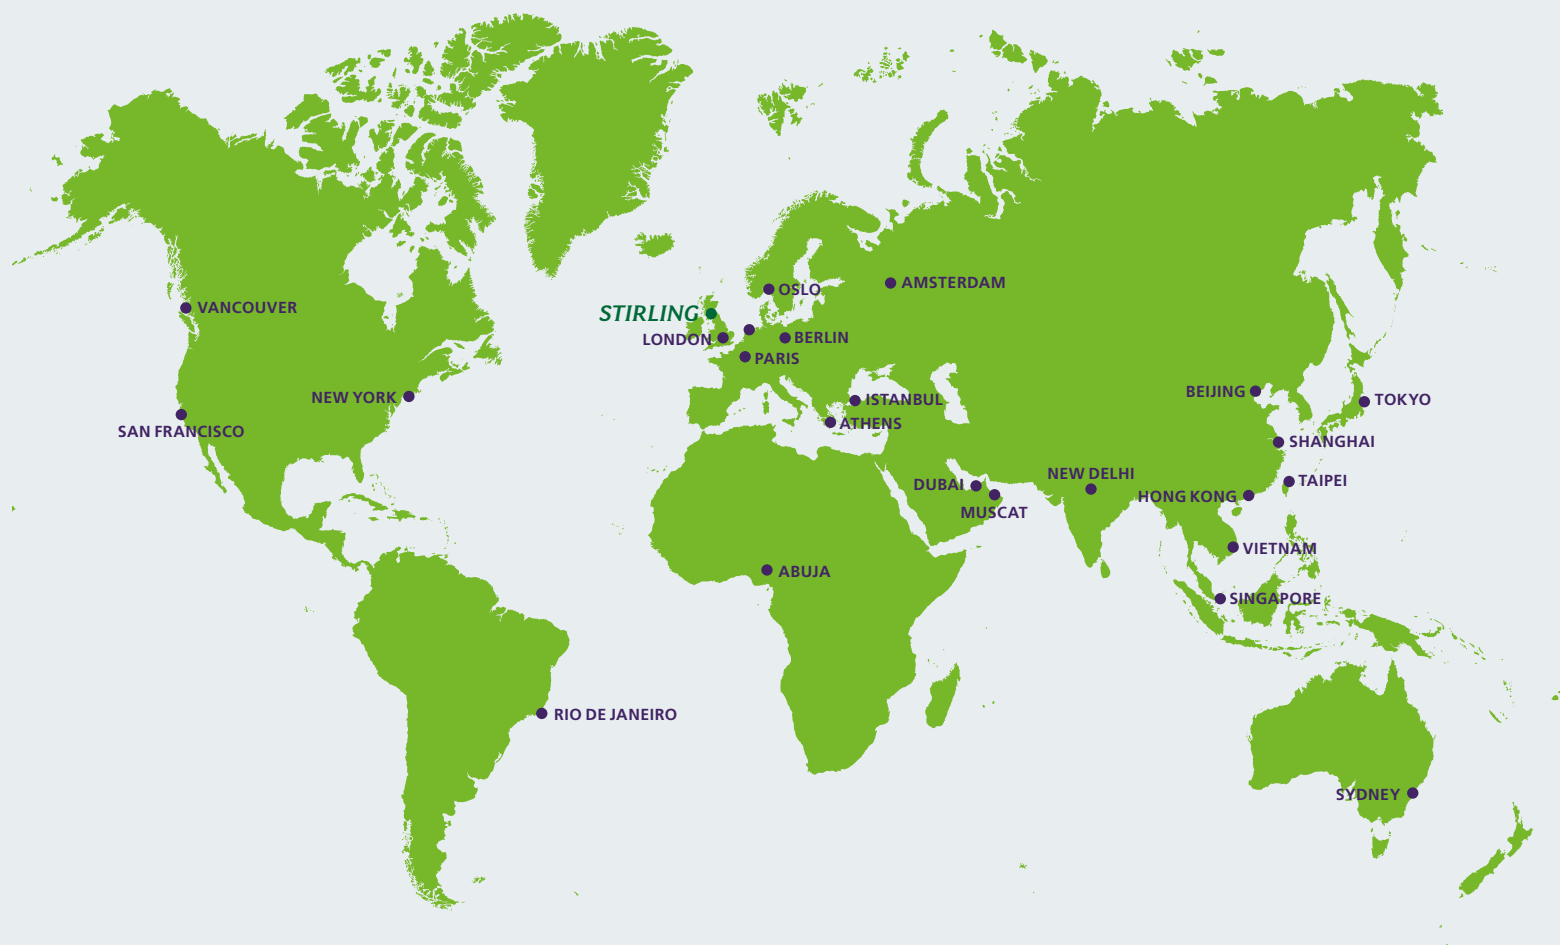 AMSTERDAM
OSLO
VANCOUVER
STIRLING
LONDON
BERLIN
PARIS
BEIJING
NEW YORK
ISTANBUL
TOKYO
ATHENS
SAN FRANCISCO
SHANGHAI
NEW DELHI
DUBAI
TAIPEI
HONG KONG
MUSCAT
VIETNAM
ABUJA
SINGAPORE
RIO DE JANEIRO
SYDNEY